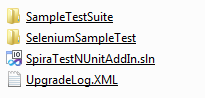 SampleTestSuite
SeleniumSampleTest
SpiraTestNUnitAddIn.sln
UpgradeLog.XML